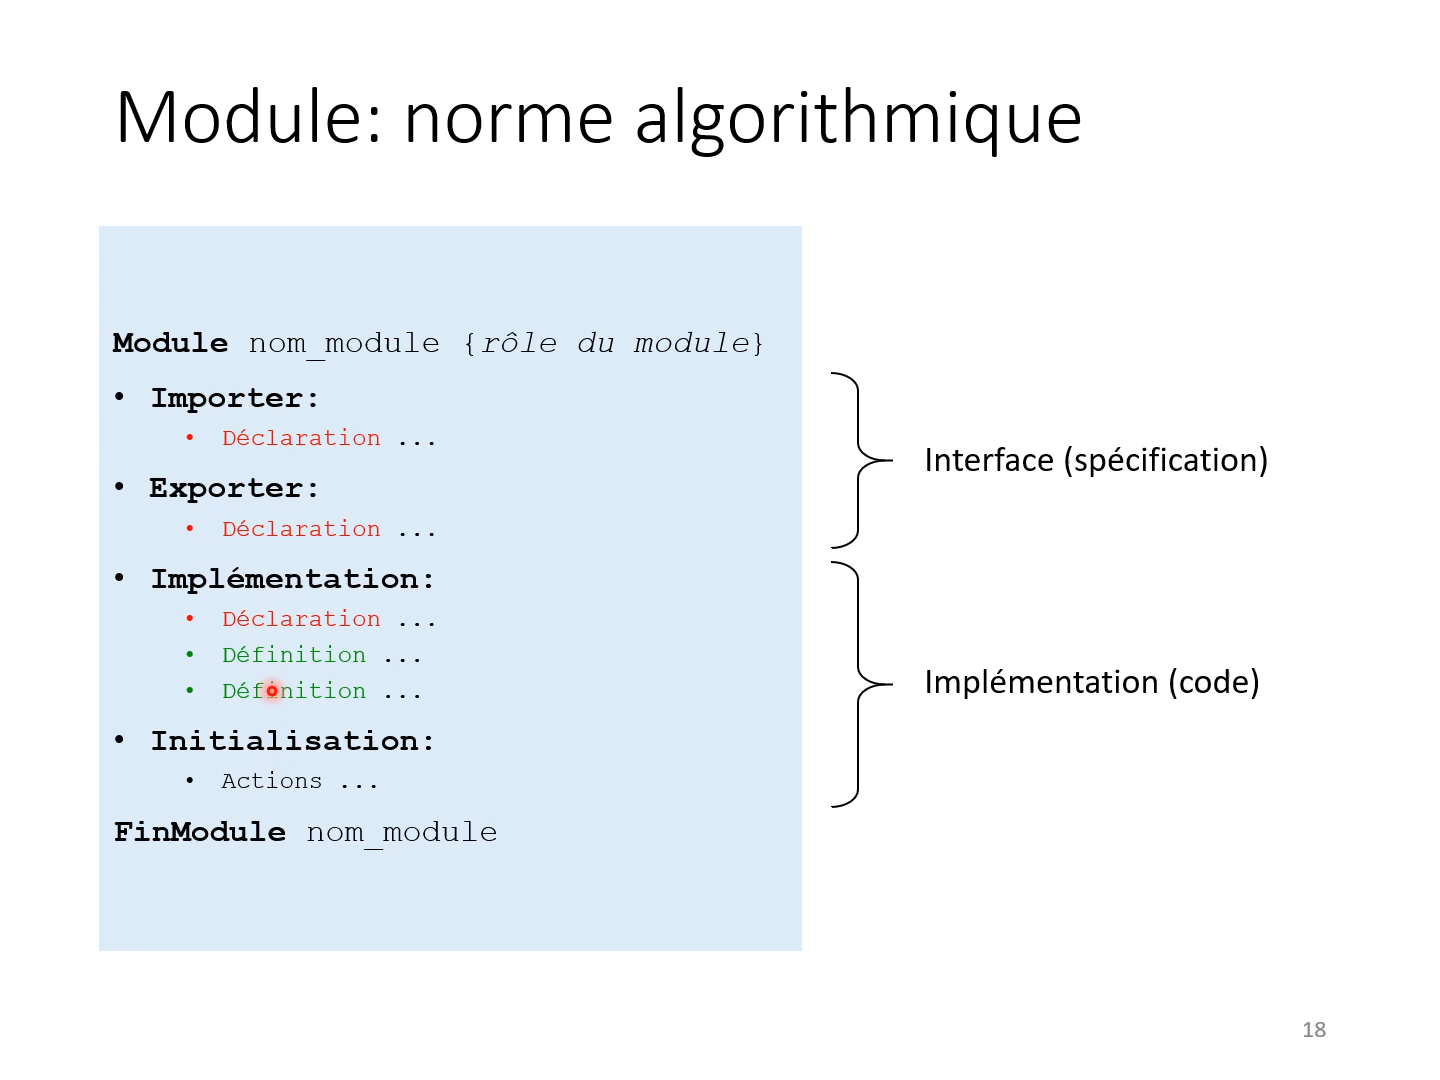 Module: norme algorithmique
Module nom_module {rôle du module}
• Importer:
• Déclaration ...
• Exporter:
• Déclaration ...
Interface (spécification)
• Implémentation:
• Déclaration ...
• Définition ...
• Définition ...
• Initialisation:
• Actions ...
Implémentation (code)
FinModule nom_module
18